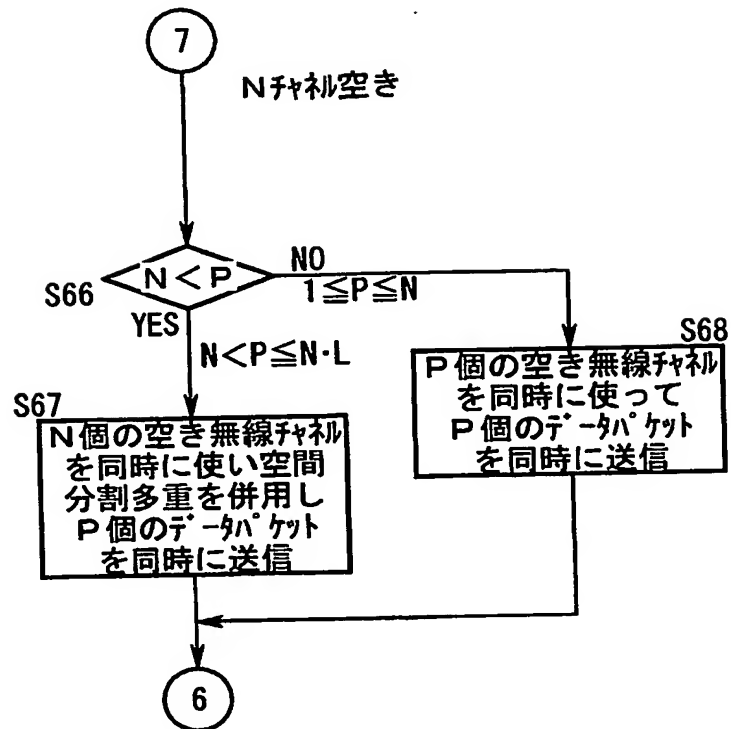 7
Nチャネル空き
N<P
NO
S66
1≦P≦N
YES
N<P≦N·L
S68
P個の空き無線チャネル
を同時に使って
P個のデータパケット
を同時に送信
S67
N個の空き無線チャネル
を同時に使い空間
分割多重を併用し
P個のデータパケット
を同時に送信
6